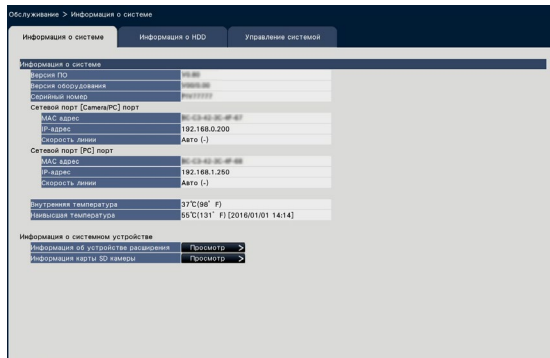 Обслуживание > Информация о системе
Информация о системе Информация о HDD Управление системой
Информация о системе
Версия ПО
Версия оборудования
Серийный номер
Сетевой порт [Camera/PC] порт
MAC адрес
IP-адрес 192.168.0.200
Скорость линии Авто (-)
Сетевой порт [PC] порт
MAC адрес
IP-адрес 192.168.1.250
Скорость линии Авто (-)
Внутренняя температура 37℃(98° F)
Наивысшая температура 55℃(131° F) [2016/01/01 14:14]
Информация о системном устройстве
Информация об устройстве расширения Просмотр >
Информация карты SD камеры Просмотр >